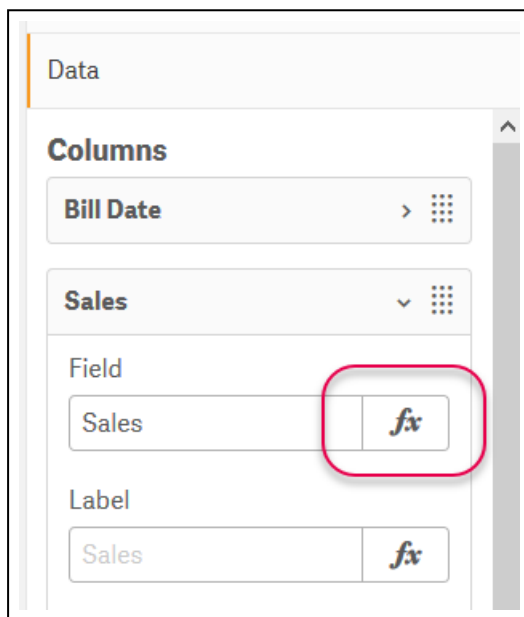 Data
Columns
Bill Date
Sales
Field
Sales fx
Label
Sales fx